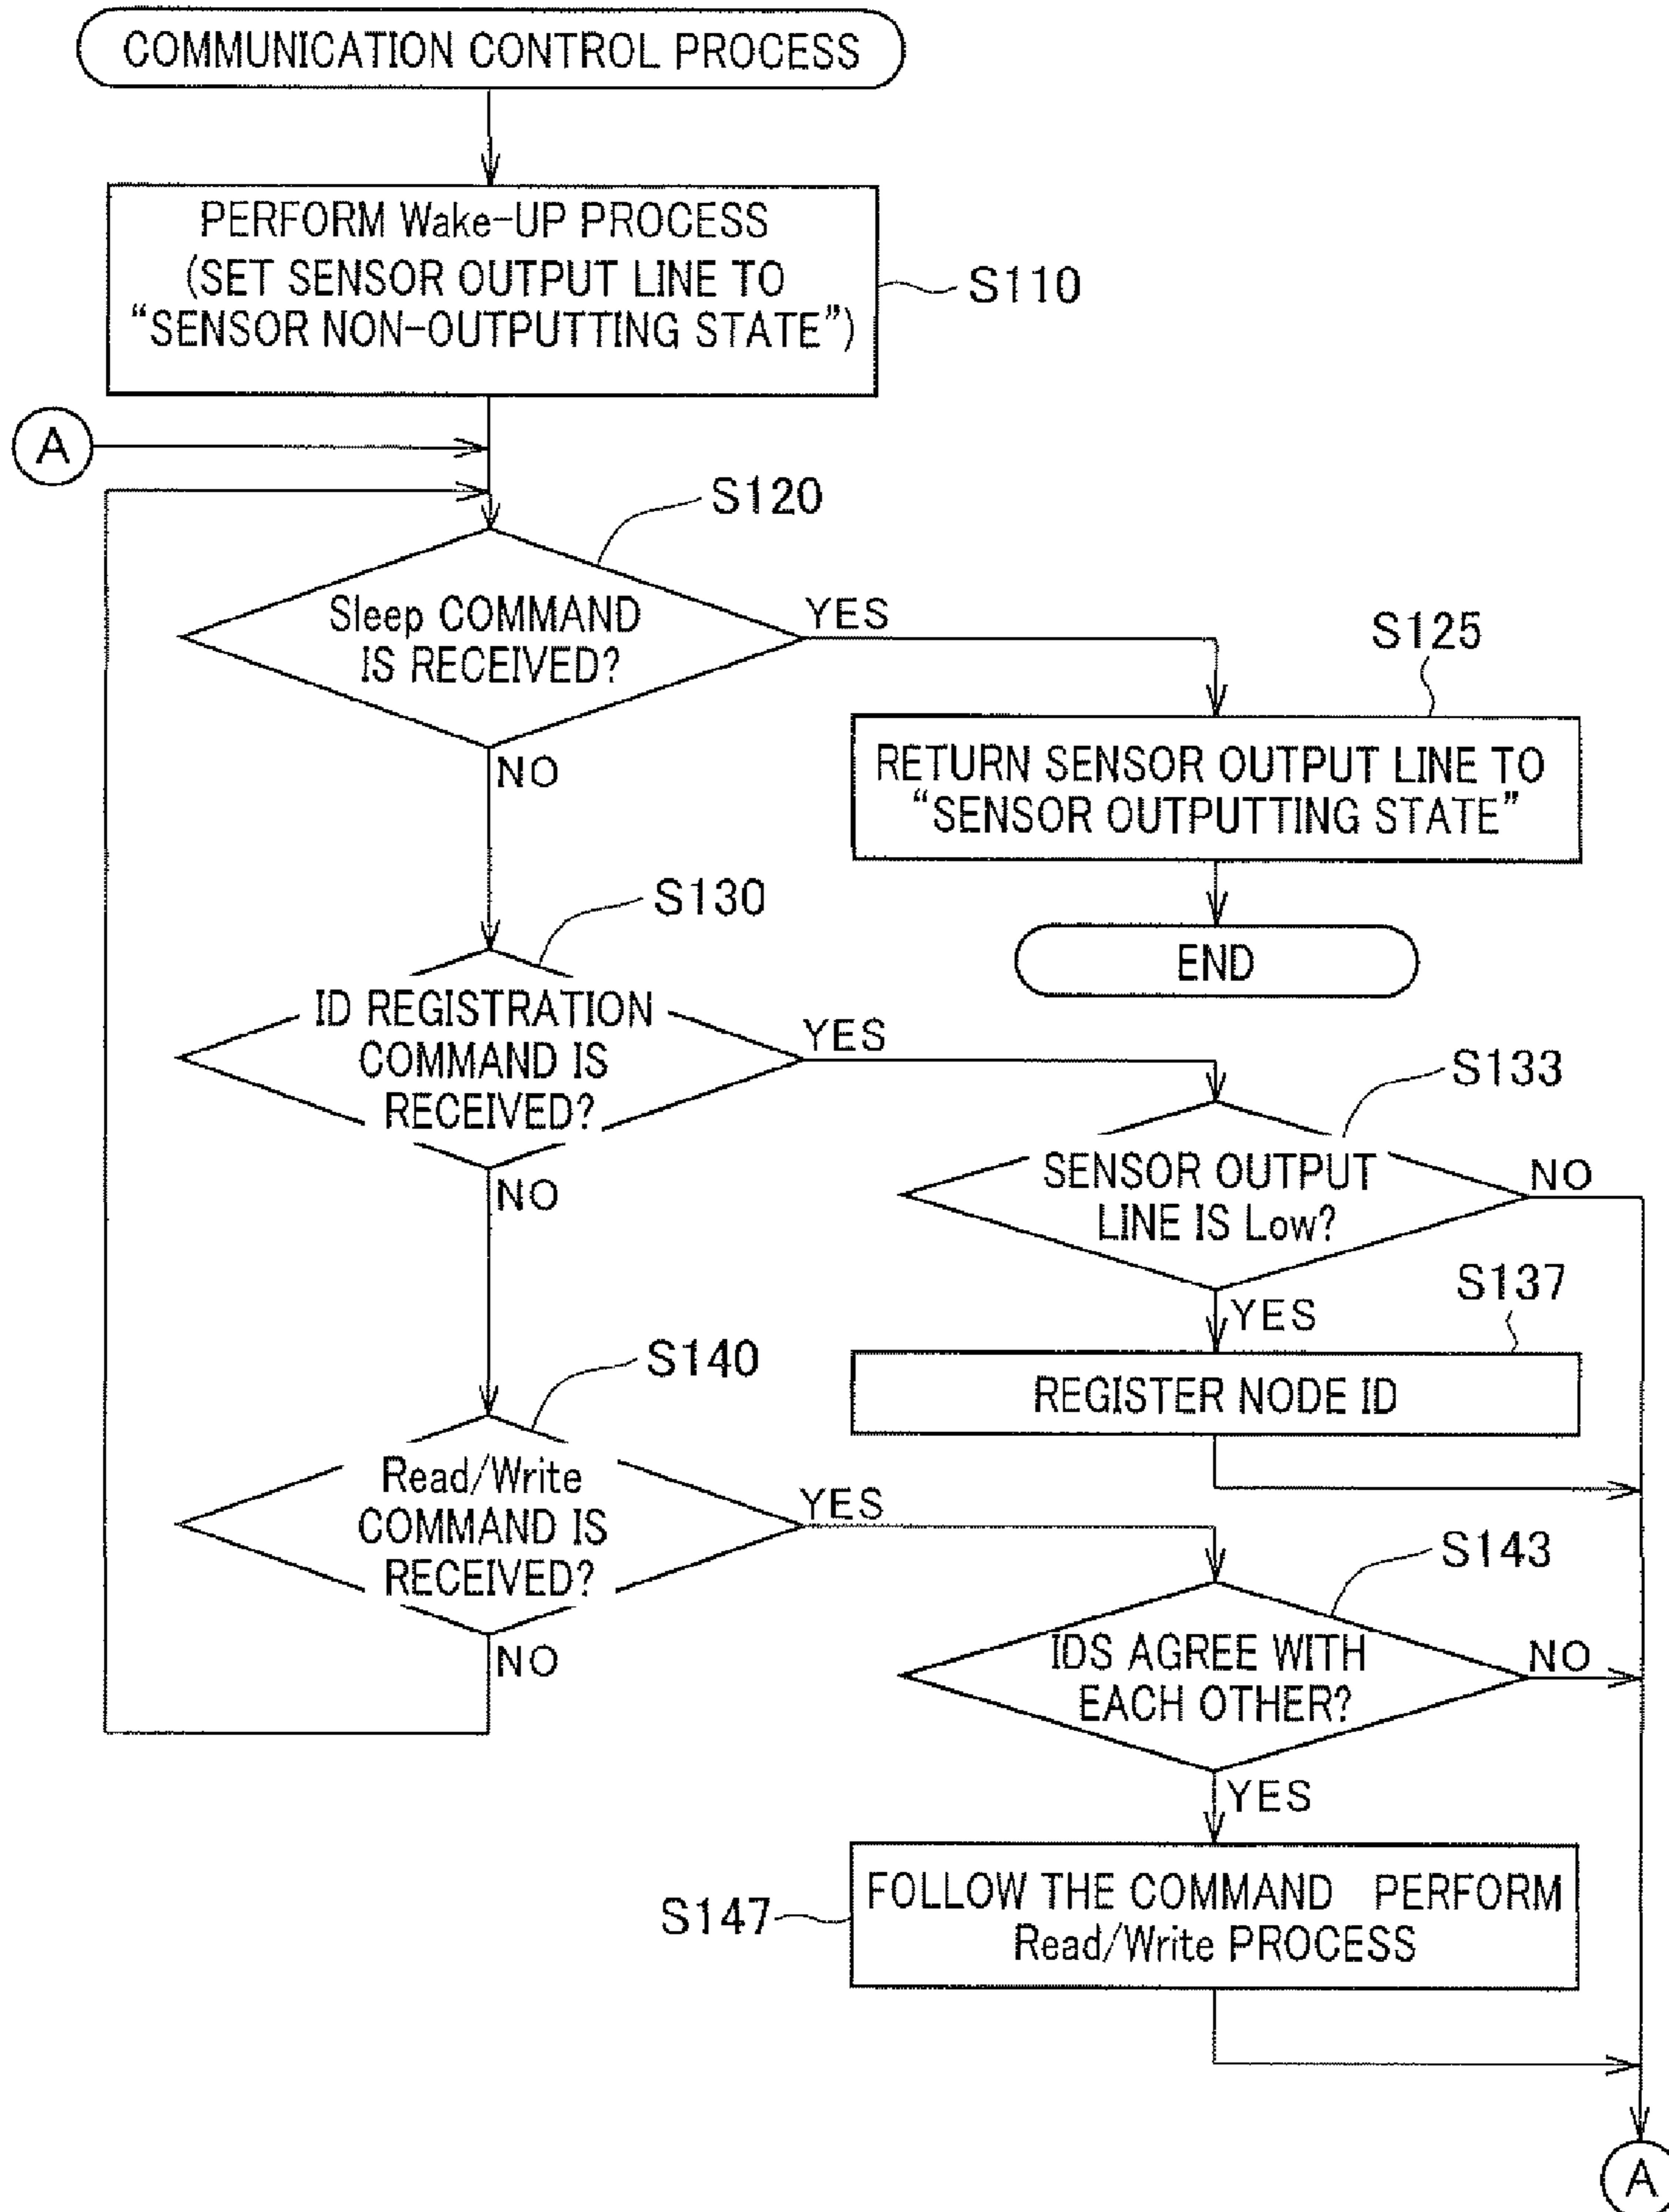 COMMUNICATION CONTROL PROCESS
PERFORM Wake-UP PROCESS
(SET SENSOR OUTPUT LINE TO
“SENSOR NON-OUTPUTTING STATE”)
S110
A
S120
Sleep COMMAND
IS RECEIVED?
YES
NO
S125
RETURN SENSOR OUTPUT LINE TO
“SENSOR OUTPUTTING STATE”
END
S130
ID REGISTRATION
COMMAND IS
RECEIVED?
YES
NO
S133
SENSOR OUTPUT
LINE IS Low?
NO
YES
S137
REGISTER NODE ID
S140
Read/Write
COMMAND IS
RECEIVED?
YES
NO
S143
IDS AGREE WITH
EACH OTHER?
NO
YES
S147
FOLLOW THE COMMAND PERFORM
Read/Write PROCESS
A